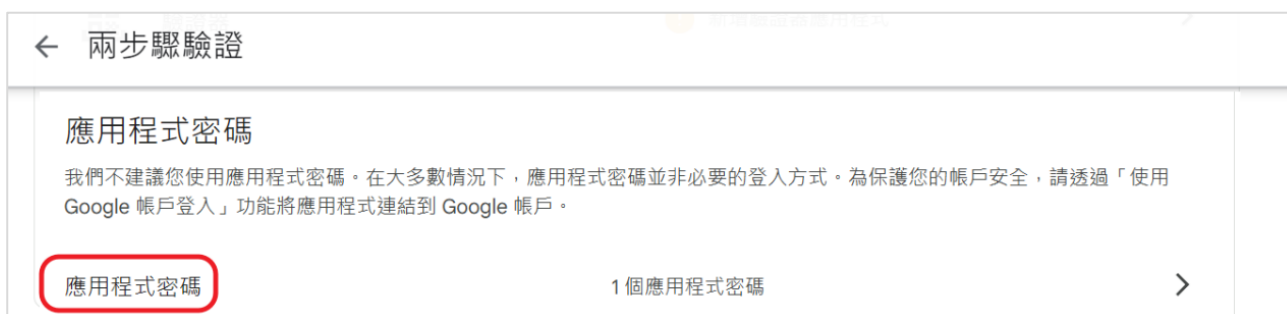 兩步驟驗證
應用程式密碼
我們不建議您使用應用程式密碼。在大多數情況下，應用程式密碼並非必要的登入方式。為保護您的帳戶安全，請透過「使用
Google 帳戶登入」功能將應用程式連結到 Google 帳戶。
應用程式密碼 1 個應用程式密碼